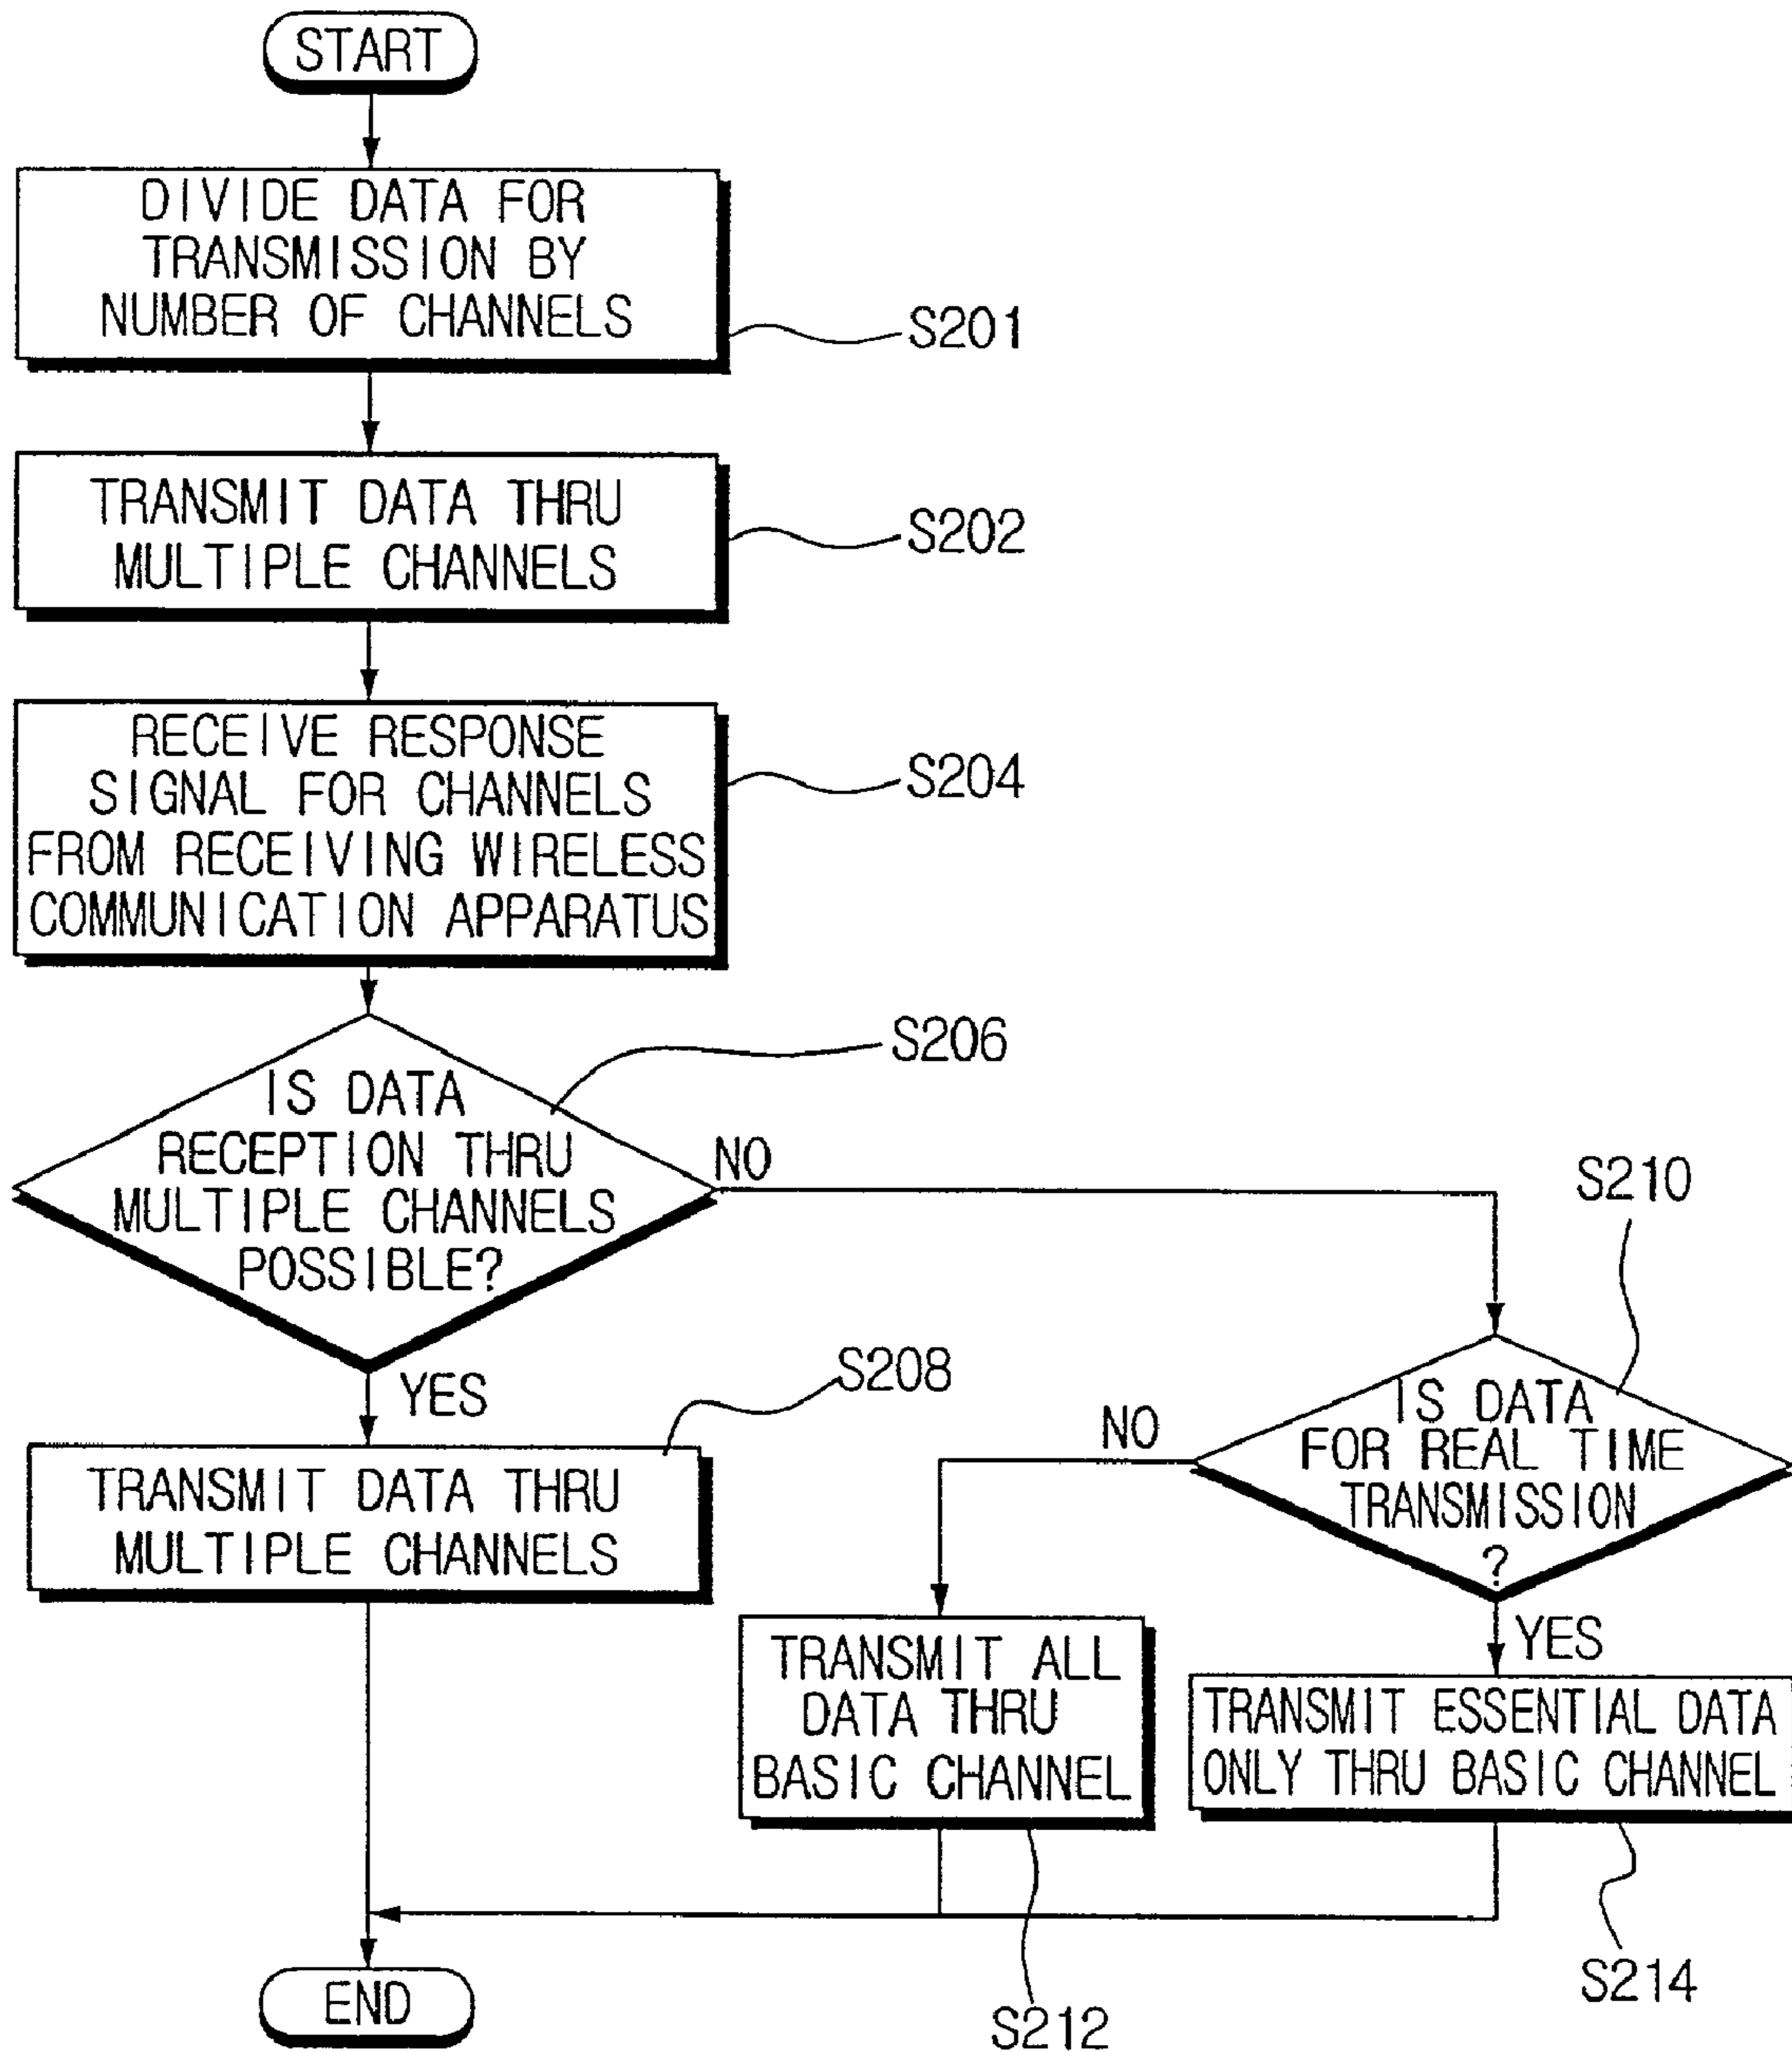 START
DIVIDE DATA FOR
TRANSMISSION BY
NUMBER OF CHANNELS
S201
TRANSMIT DATA THRU
MULTIPLE CHANNELS
S202
RECEIVE RESPONSE
SIGNAL FOR CHANNELS
FROM RECEIVING WIRELESS
COMMUNICATION APPARATUS
S204
IS DATA
RECEPTION THRU
MULTIPLE CHANNELS
POSSIBLE?
S206
NO
YES
TRANSMIT DATA THRU
MULTIPLE CHANNELS
S208
IS DATA
FOR REAL TIME
TRANSMISSION
?
S210
NO
YES
TRANSMIT ALL
DATA THRU
BASIC CHANNEL
S212
TRANSMIT ESSENTIAL DATA
ONLY THRU BASIC CHANNEL
S214
END